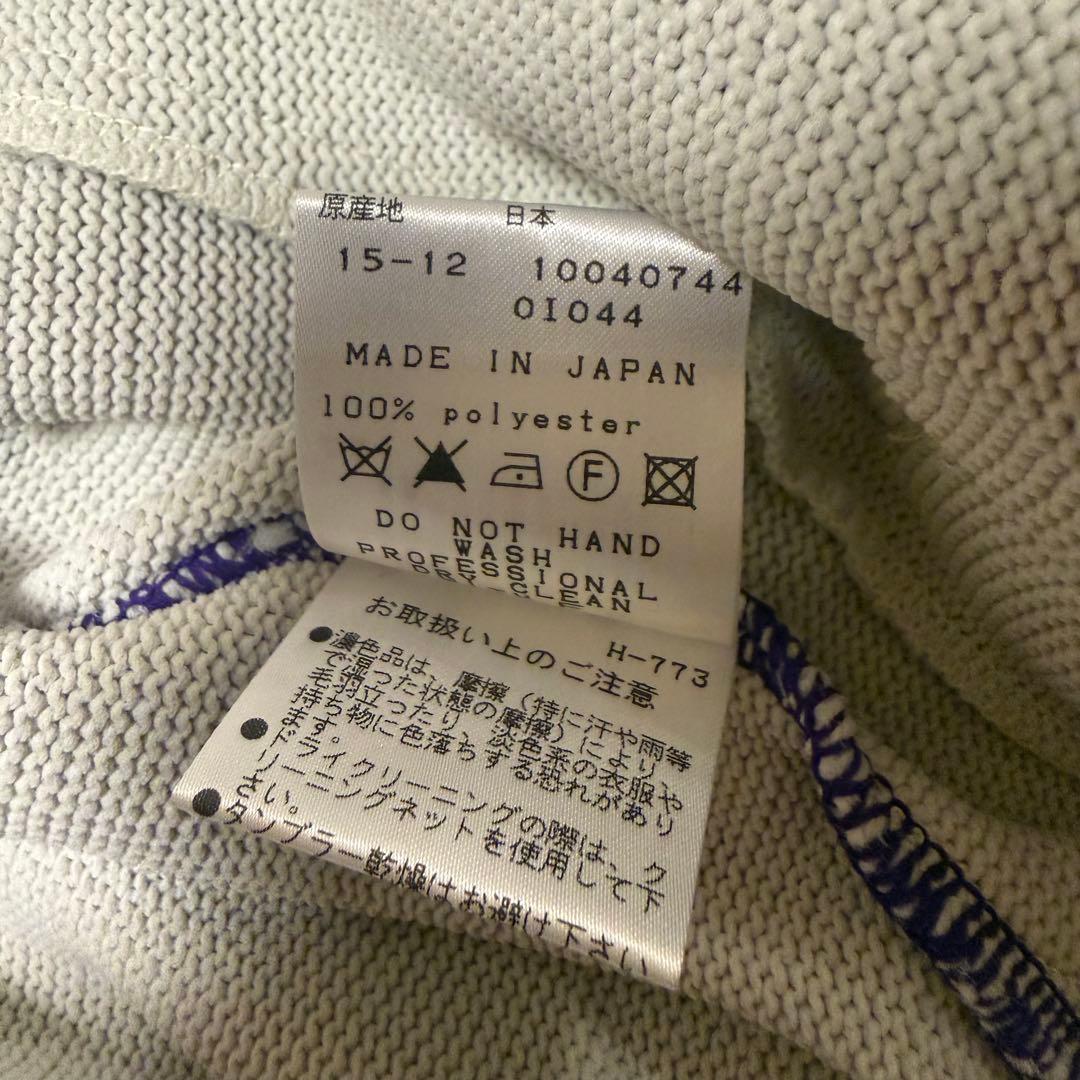 原産地 日本
15-12 10040744
01044
MADE IN JAPAN
100% polyester
F
DO NOT HAND
WASH
PROFESSIONAL
DRY-CLEAN
お取扱い上のご注意 H-773
●濃色品は、摩擦（特に汗や雨等
で湿った状態の摩擦）により、
毛羽立ったり、淡色系の衣服や
持ち物に色落ちする恐れがあり
ます。
●ドライクリーニングの際は、ク
リーニングネットを使用して下
さい。
●タンブラー乾燥はお避け下さい